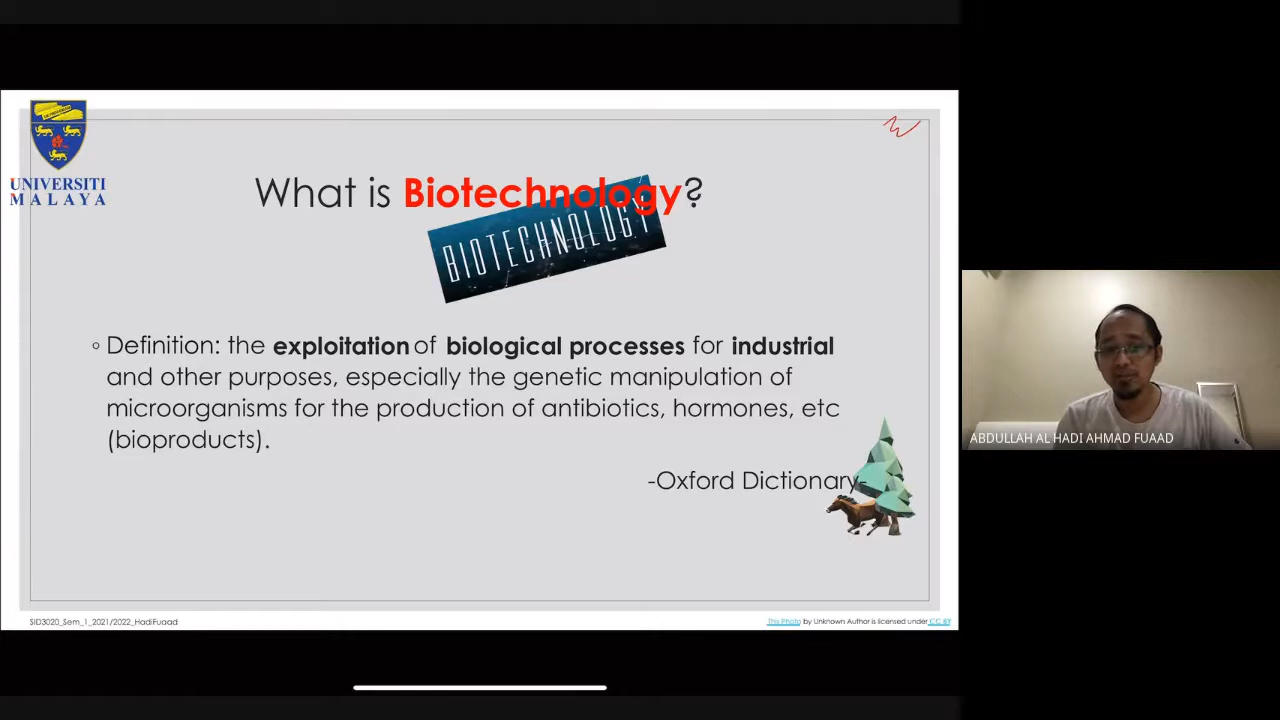 UNIVERSITI
MALAYA
What is Biotechnology?
BIOTECHNOLOGY
◦ Definition: the exploitation of biological processes for industrial
and other purposes, especially the genetic manipulation of
microorganisms for the production of antibiotics, hormones, etc
(bioproducts).
-Oxford Dictionary-
SID3020_Sem_1_2021/2022_HadiFuaad
This Photo by Unknown Author is licensed under CC BY
ABDULLAH AL HADI AHMAD FUAAD